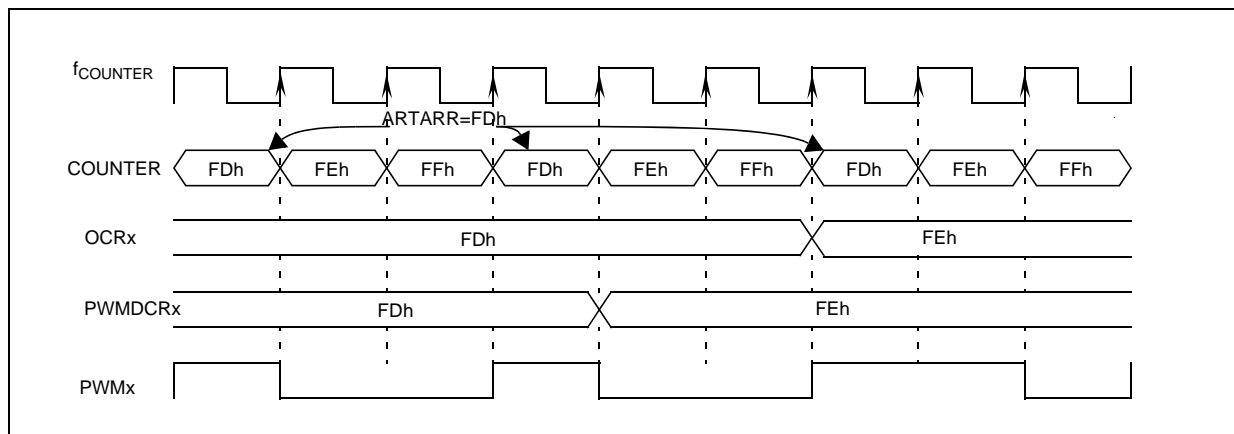 fCOUNTER
ARTARR=FDh
COUNTER FDh FEh FFh FDh FEh FFh FDh FEh FFh
OCRx FDh FEh
PWMDCRx FDh FEh
PWMx